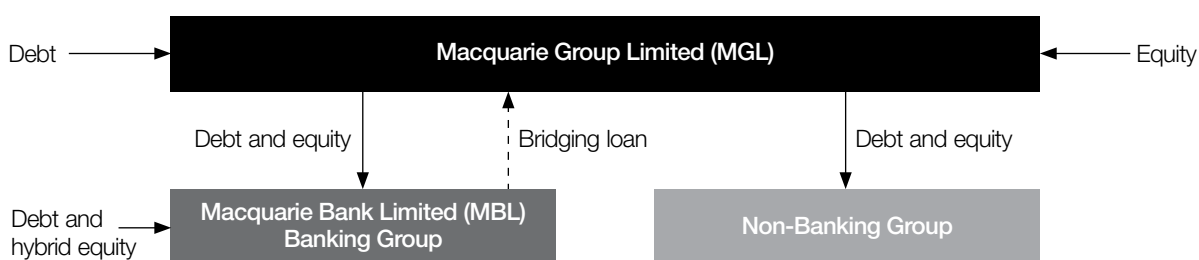 Debt
Macquarie Group Limited (MGL)
Equity
Debt and equity
Bridging loan
Debt and equity
Debt and
hybrid equity
Macquarie Bank Limited (MBL)
Banking Group
Non-Banking Group